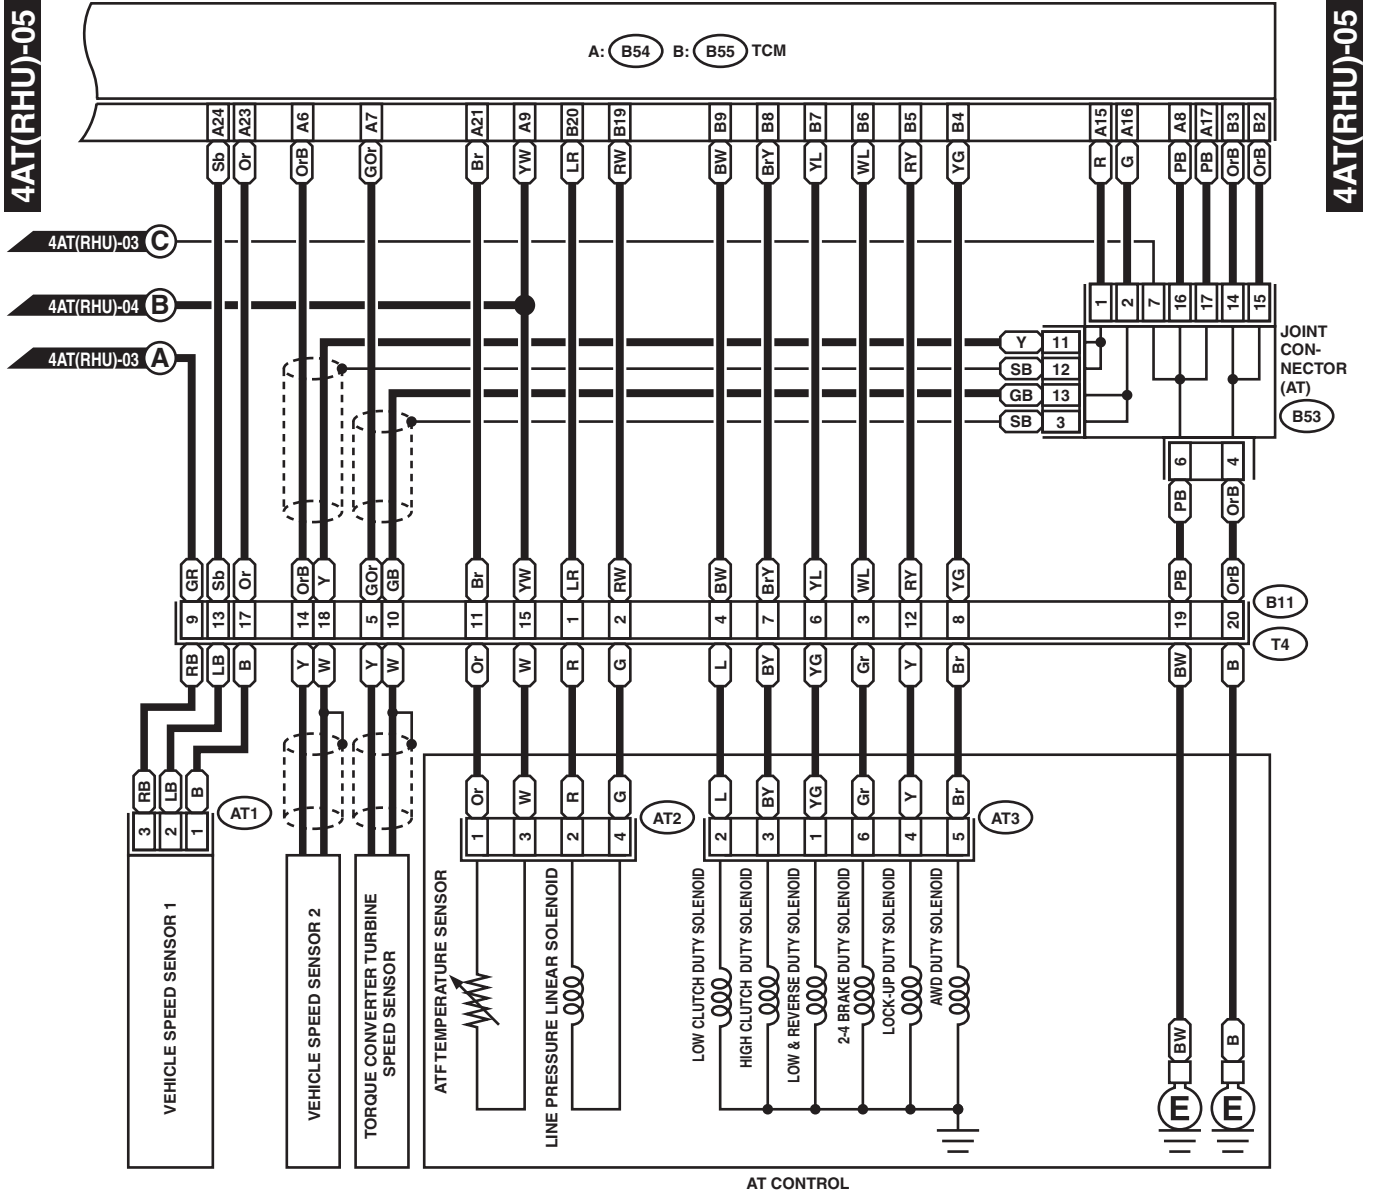 4AT(RHU)-05
4AT(RHU)-05
A: B54 B: B55 TCM
A24 A23 A6 A7 A21 A9 B20 B19 B9 B8 B7 B6 B5 B4 A15 A16 A8 A17 B3 B2
Sb Or OrB GOr Br YW LR RW BW BrY YL WL RY YG R G PB PB OrB OrB
4AT(RHU)-03 C
4AT(RHU)-04 B
4AT(RHU)-03 A
1 2 7 16 17 14 15
Y 11
SB 12
GB 13
SB 3
JOINT
CON-
NECTOR
(AT)
B53
6 4
PB OrB
GR Sb Or OrB Y GOr GB Br YW LR RW BW BrY YL WL RY YG PB OrB
B11
9 13 17 14 18 5 10 11 15 1 2 4 7 6 3 12 8 19 20
T4
RB LB B Y W Y W Or W R G L BY YG Gr Y Br BW B
RB LB B
Or W R G L BY YG Gr Y Br
AT1
AT2
AT3
3 2 1
1 3 2 4
2 3 1 6 4 5
VEHICLE SPEED SENSOR 1
VEHICLE SPEED SENSOR 2
TORQUE CONVERTER TURBINE
SPEED SENSOR
ATF TEMPERATURE SENSOR
LINE PRESSURE LINEAR SOLENOID
LOW CLUTCH DUTY SOLENOID
HIGH CLUTCH DUTY SOLENOID
LOW & REVERSE DUTY SOLENOID
2-4 BRAKE DUTY SOLENOID
LOCK-UP DUTY SOLENOID
AWD DUTY SOLENOID
BW B
E E
AT CONTROL